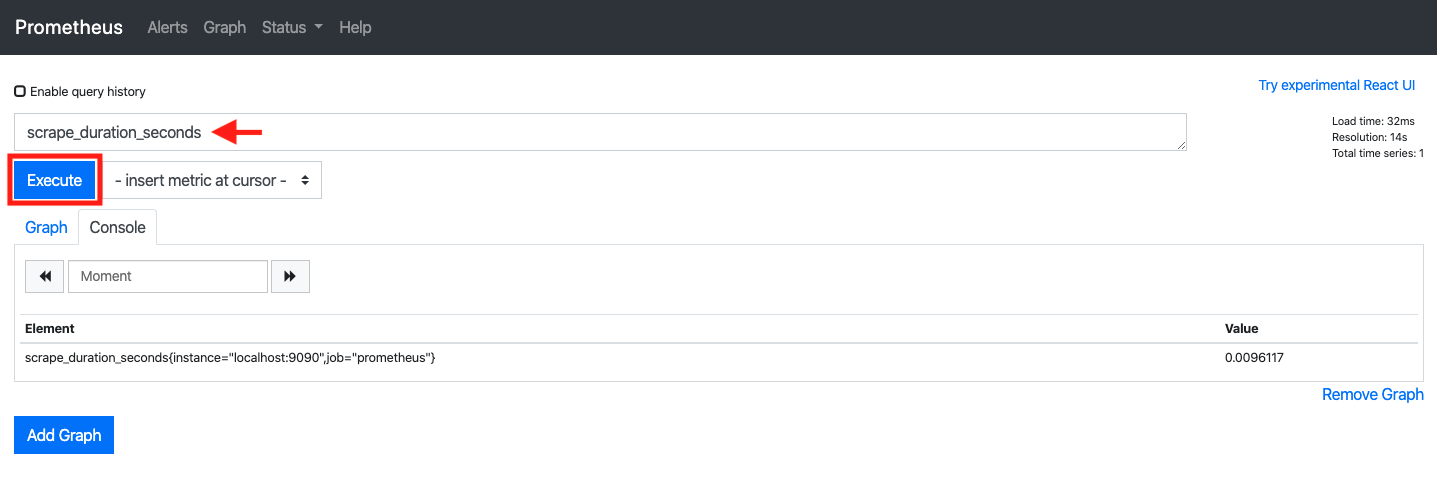 Prometheus Alerts Graph Status Help
Enable query history
Try experimental React UI
scrape_duration_seconds
Load time: 32ms
Resolution: 14s
Total time series: 1
Execute - insert metric at cursor -
Graph Console
Moment
Element Value
scrape_duration_seconds{instance="localhost:9090",job="prometheus"} 0.0096117
Remove Graph
Add Graph